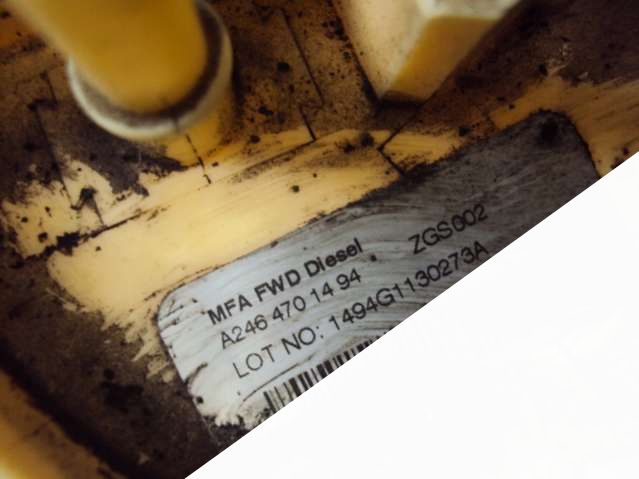 MFA FWD Diesel
A246 470 14 94 ZGS002
LOT NO: 1494G1130273A